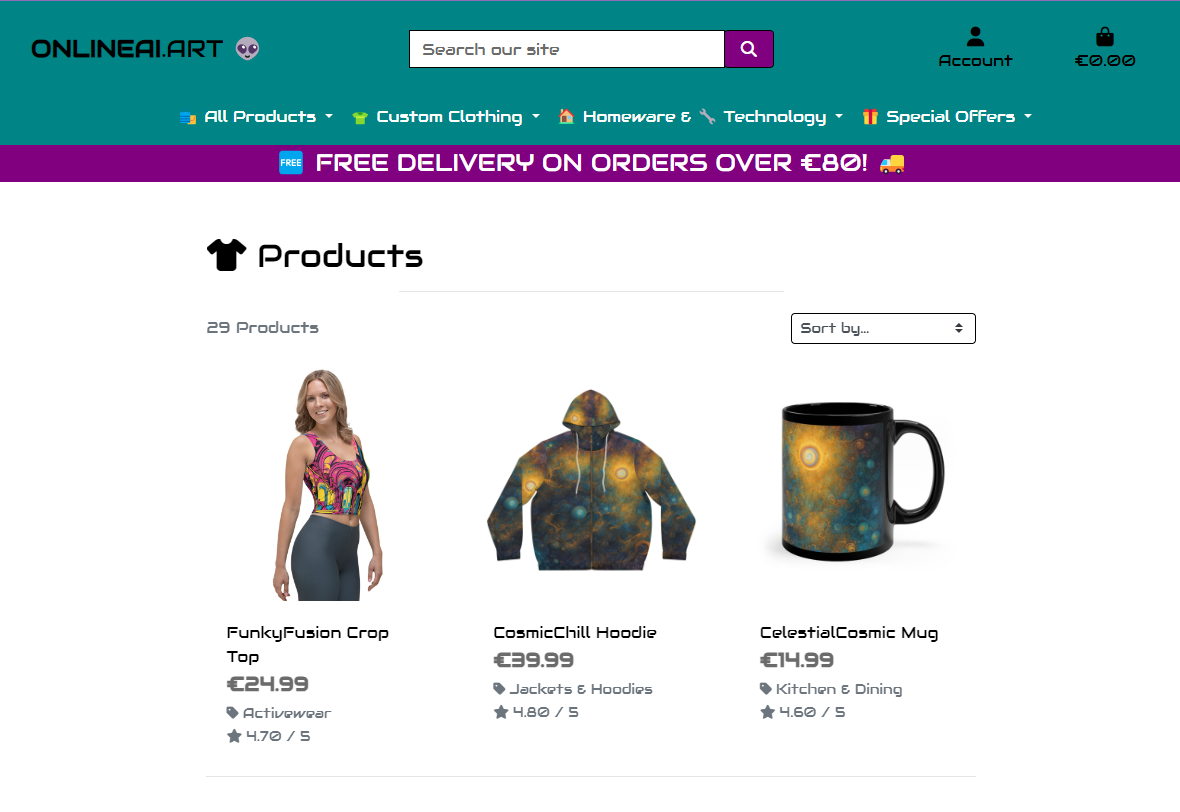 ONLINEAI.ART
Search our site
Account
€0.00
All Products
Custom Clothing
Homeware & Technology
Special Offers
FREE FREE DELIVERY ON ORDERS OVER €80!
Products
29 Products
Sort by...
FunkyFusion Crop
Top
€24.99
Activewear
4.70 / 5
CosmicChill Hoodie
€39.99
Jackets & Hoodies
4.80 / 5
CelestialCosmic Mug
€14.99
Kitchen & Dining
4.60 / 5